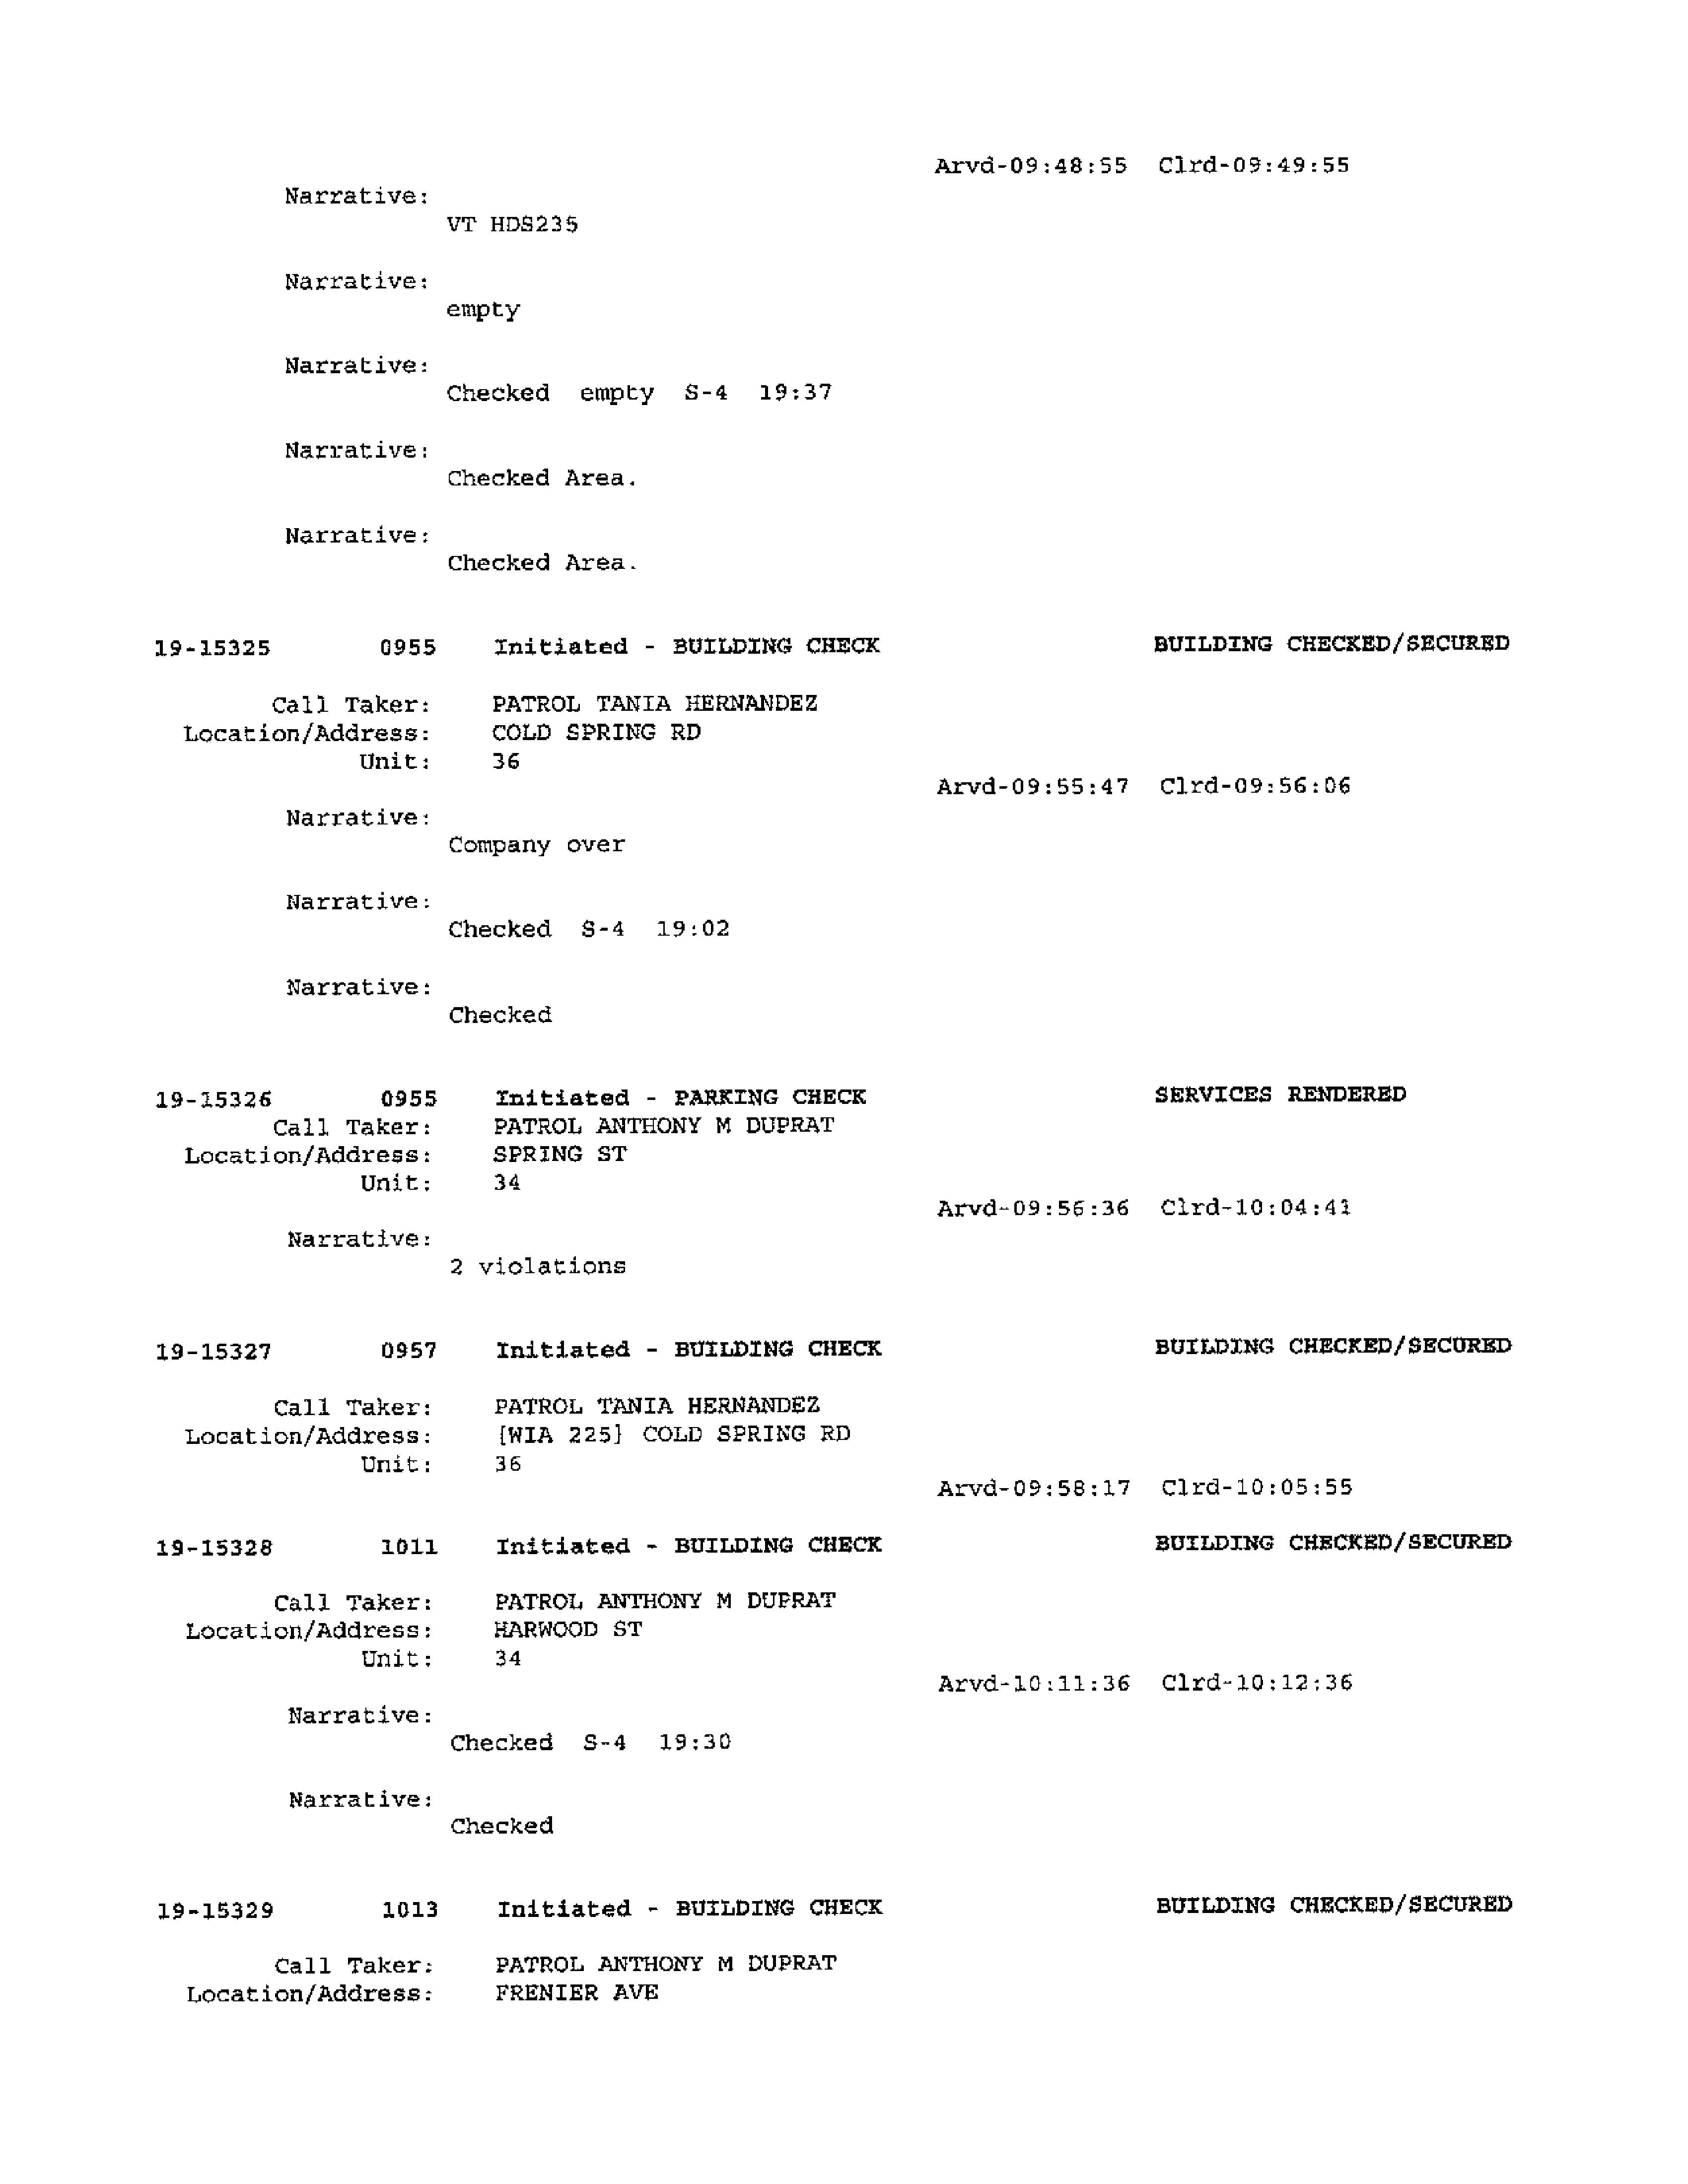 Arvd-09:48:55 Clrd-09:49:55
Narrative:
VT HDS235
Narrative:
empty
Narrative:
Checked empty S-4 19:37
Narrative:
Checked Area.
Narrative:
Checked Area.
19-15325 0955 Initiated - BUILDING CHECK BUILDING CHECKED/SECURED
Call Taker: PATROL TANIA HERNANDEZ
Location/Address: COLD SPRING RD
Unit: 36
Arvd-09:55:47 Clrd-09:56:06
Narrative:
Company over
Narrative:
Checked S-4 19:02
Narrative:
Checked
19-15326 0955 Initiated - PARKING CHECK SERVICES RENDERED
Call Taker: PATROL ANTHONY M DUPRAT
Location/Address: SPRING ST
Unit: 34
Arvd-09:56:36 Clrd-10:04:41
Narrative:
2 violations
19-15327 0957 Initiated - BUILDING CHECK BUILDING CHECKED/SECURED
Call Taker: PATROL TANIA HERNANDEZ
Location/Address: [WIA 225] COLD SPRING RD
Unit: 36
Arvd-09:58:17 Clrd-10:05:55
19-15328 1011 Initiated - BUILDING CHECK BUILDING CHECKED/SECURED
Call Taker: PATROL ANTHONY M DUPRAT
Location/Address: HARWOOD ST
Unit: 34
Arvd-10:11:36 Clrd-10:12:36
Narrative:
Checked S-4 19:30
Narrative:
Checked
19-15329 1013 Initiated - BUILDING CHECK BUILDING CHECKED/SECURED
Call Taker: PATROL ANTHONY M DUPRAT
Location/Address: FRENIER AVE